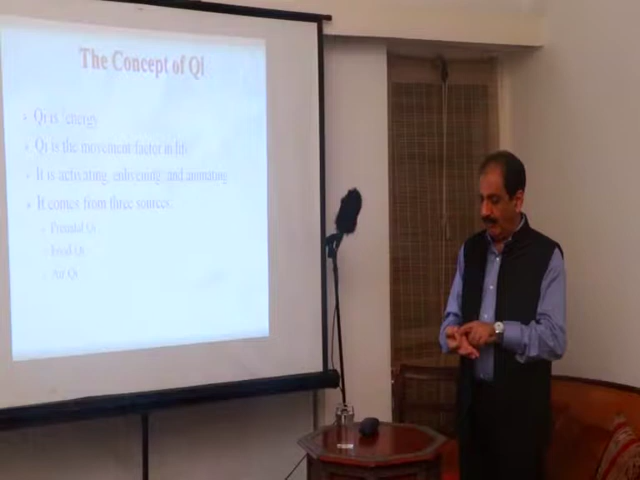 The Concept of Qi
Qi is 'energy
Qi is the movement factor in life
It is activating, enlivening, and animating
It comes from three sources:
Prenatal Qi
Food Qi
Air Qi